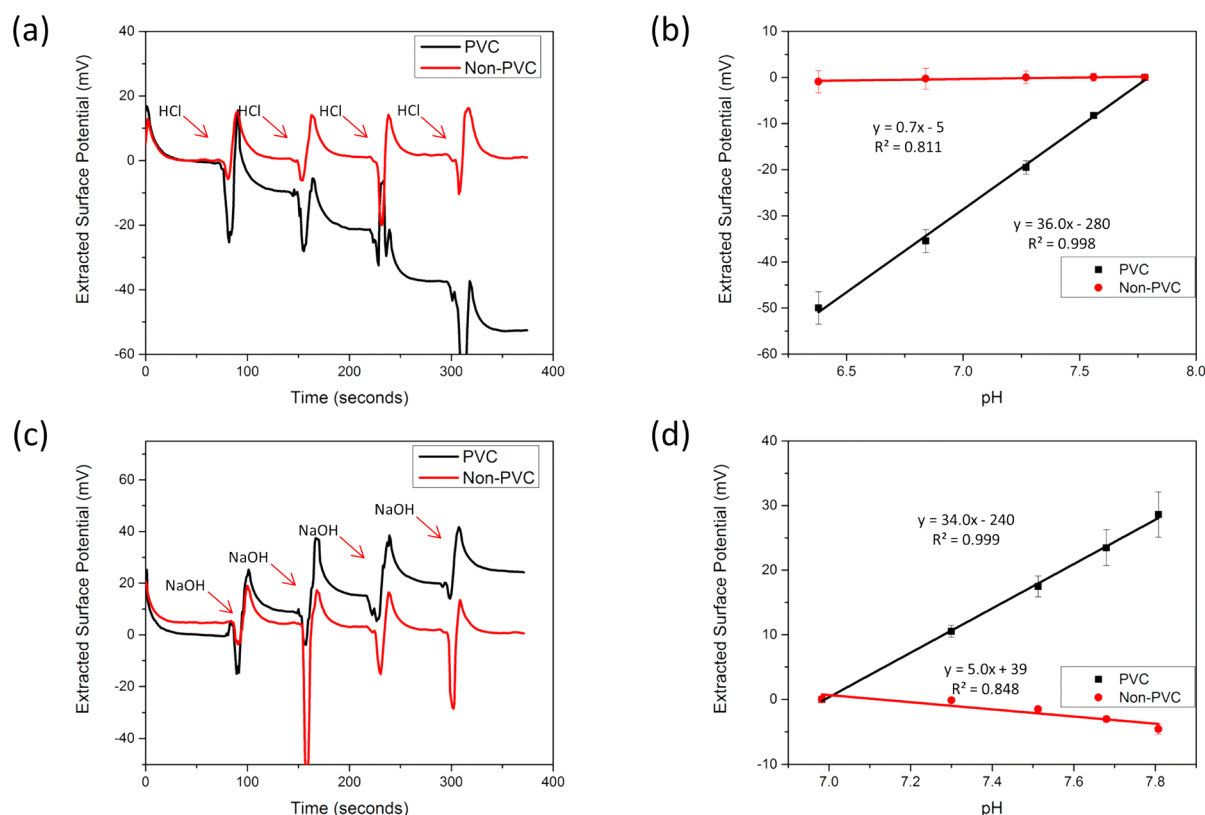 (a)
Extracted Surface Potential (mV)
40
20
0
-20
-40
-60
PVC
Non-PVC
HCl
HCl
HCl
HCl
0
100
200
300
400
Time (seconds)
(b)
Extracted Surface Potential (mV)
10
0
-10
-20
-30
-40
-50
-60
y = 0.7x - 5
R² = 0.811
y = 36.0x - 280
R² = 0.998
PVC
Non-PVC
6.5
7.0
7.5
8.0
pH
(c)
Extracted Surface Potential (mV)
60
40
20
0
-20
-40
PVC
Non-PVC
NaOH
NaOH
NaOH
NaOH
0
100
200
300
400
Time (seconds)
(d)
Extracted Surface Potential (mV)
40
30
20
10
0
-10
y = 34.0x - 240
R² = 0.999
y = 5.0x + 39
R² = 0.848
PVC
Non-PVC
7.0
7.2
7.4
7.6
7.8
pH